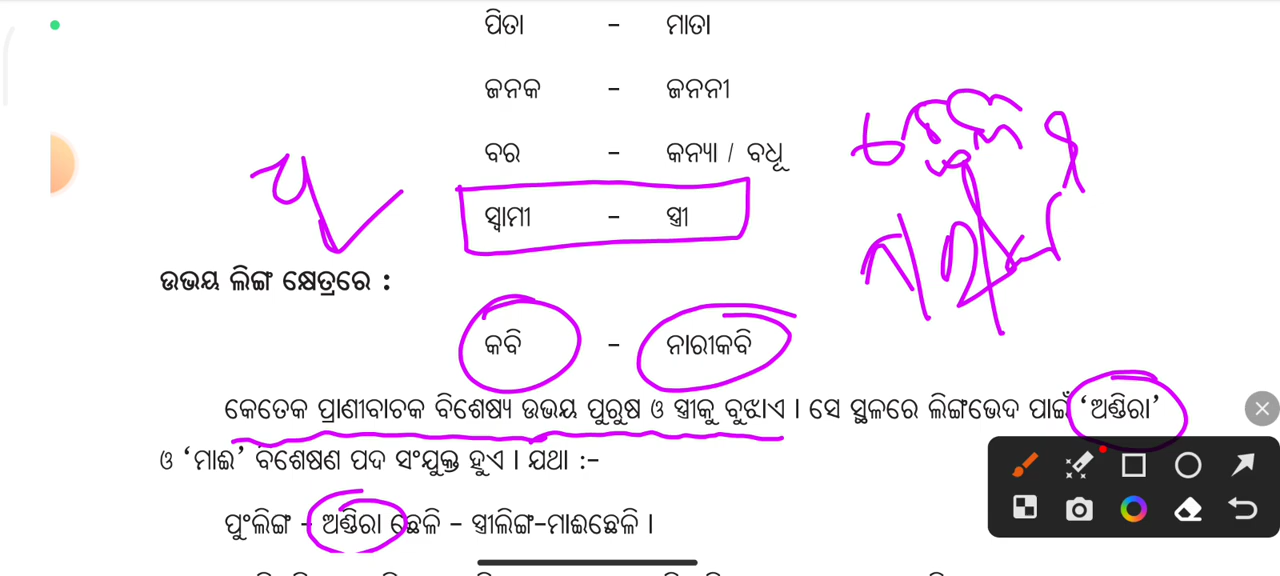 ପିତା – ମାତା
ଜନକ – ଜନନୀ
ବର – କନ୍ୟା / ବଧୂ
ସ୍ୱାମୀ – ସ୍ତ୍ରୀ
ଉଭୟ ଲିଙ୍ଗ କ୍ଷେତ୍ରରେ :
କବି – ନାରୀକବି
କେତେକ ପ୍ରାଣୀବାଚକ ବିଶେଷ୍ୟ ଉଭୟ ପୁରୁଷ ଓ ସ୍ତ୍ରୀକୁ ବୁଝାଏ । ସେ ସ୍ଥଳରେ ଲିଙ୍ଗଭେଦ ପାଇଁ ‘ଅଣ୍ଡିରା’
ଓ ‘ମାଈ’ ବିଶେଷଣ ପଦ ସଂଯୁକ୍ତ ହୁଏ । ଯଥା :–
ପୁଂଲିଙ୍ଗ – ଅଣ୍ଡିରା ଛେଳି – ସ୍ତ୍ରୀଲିଙ୍ଗ–ମାଈଛେଳି ।